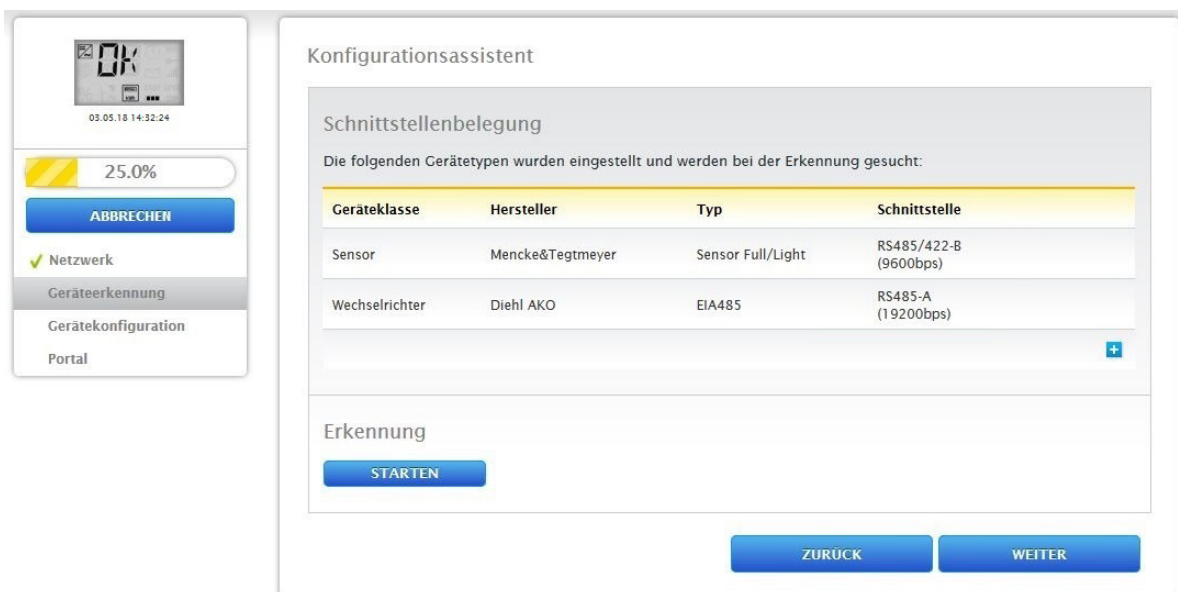 OK
03.05.18 14:32:24
25.0%
ABBRECHEN
Netzwerk
Geräteerkennung
Gerätekonfiguration
Portal
Konfigurationsassistent
Schnittstellenbelegung
Die folgenden Gerätetypen wurden eingestellt und werden bei der Erkennung gesucht:
Geräteklasse Hersteller Typ Schnittstelle
Sensor Mencke&Tegtmeyer Sensor Full/Light RS485/422-B
(9600bps)
Wechselrichter Diehl AKO EIA485 RS485-A
(19200bps)
+
Erkennung
STARTEN
ZURÜCK WEITER